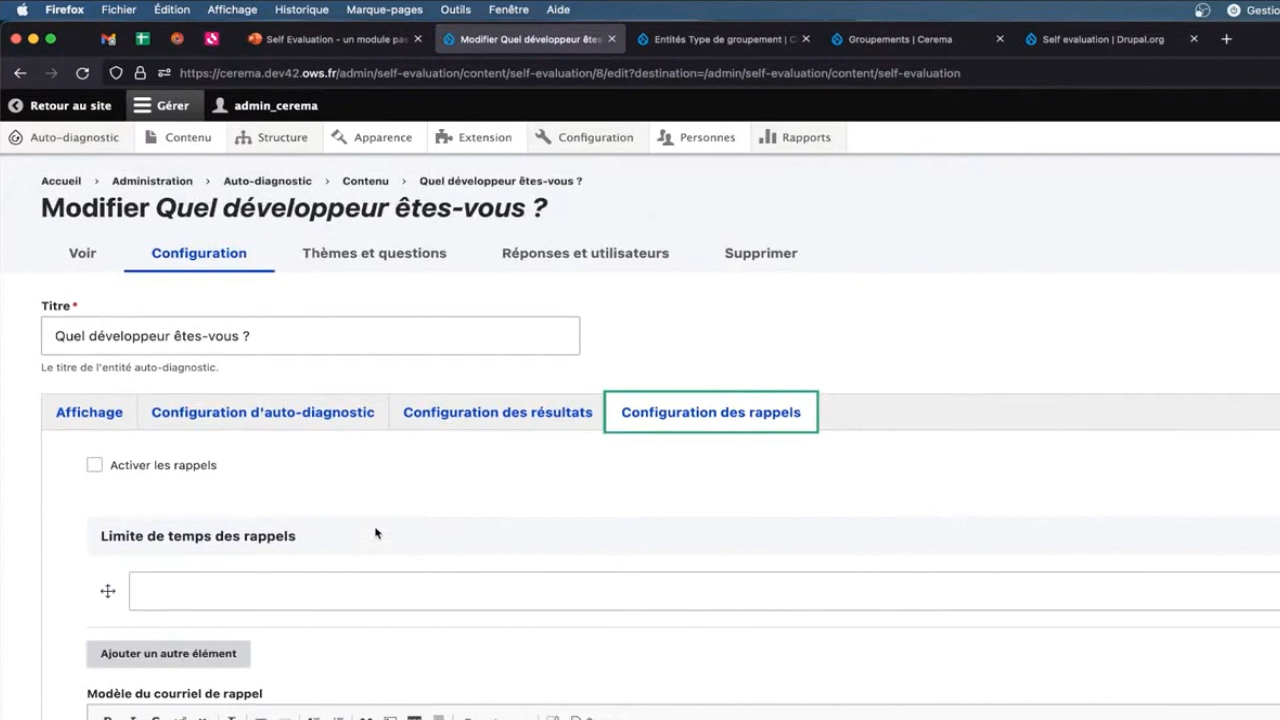 Firefox Fichier Édition Affichage Historique Marque-pages Outils Fenêtre Aide Gestio
Self Evaluation - un module pas Modifier Quel développeur êtes Entités Type de groupement | C Groupements | Cerema Self evaluation | Drupal.org
https://cerema.dev42.ows.fr/admin/self-evaluation/content/self-evaluation/8/edit?destination=/admin/self-evaluation/content/self-evaluation
Retour au site Gérer admin_cerema
Auto-diagnostic Contenu Structure Apparence Extension Configuration Personnes Rapports
Accueil > Administration > Auto-diagnostic > Contenu > Quel développeur êtes-vous ?
Modifier Quel développeur êtes-vous ?
Voir Configuration Thèmes et questions Réponses et utilisateurs Supprimer
Titre*
Quel développeur êtes-vous ?
Le titre de l'entité auto-diagnostic.
Affichage Configuration d'auto-diagnostic Configuration des résultats Configuration des rappels
Activer les rappels
Limite de temps des rappels
Ajouter un autre élément
Modèle du courriel de rappel